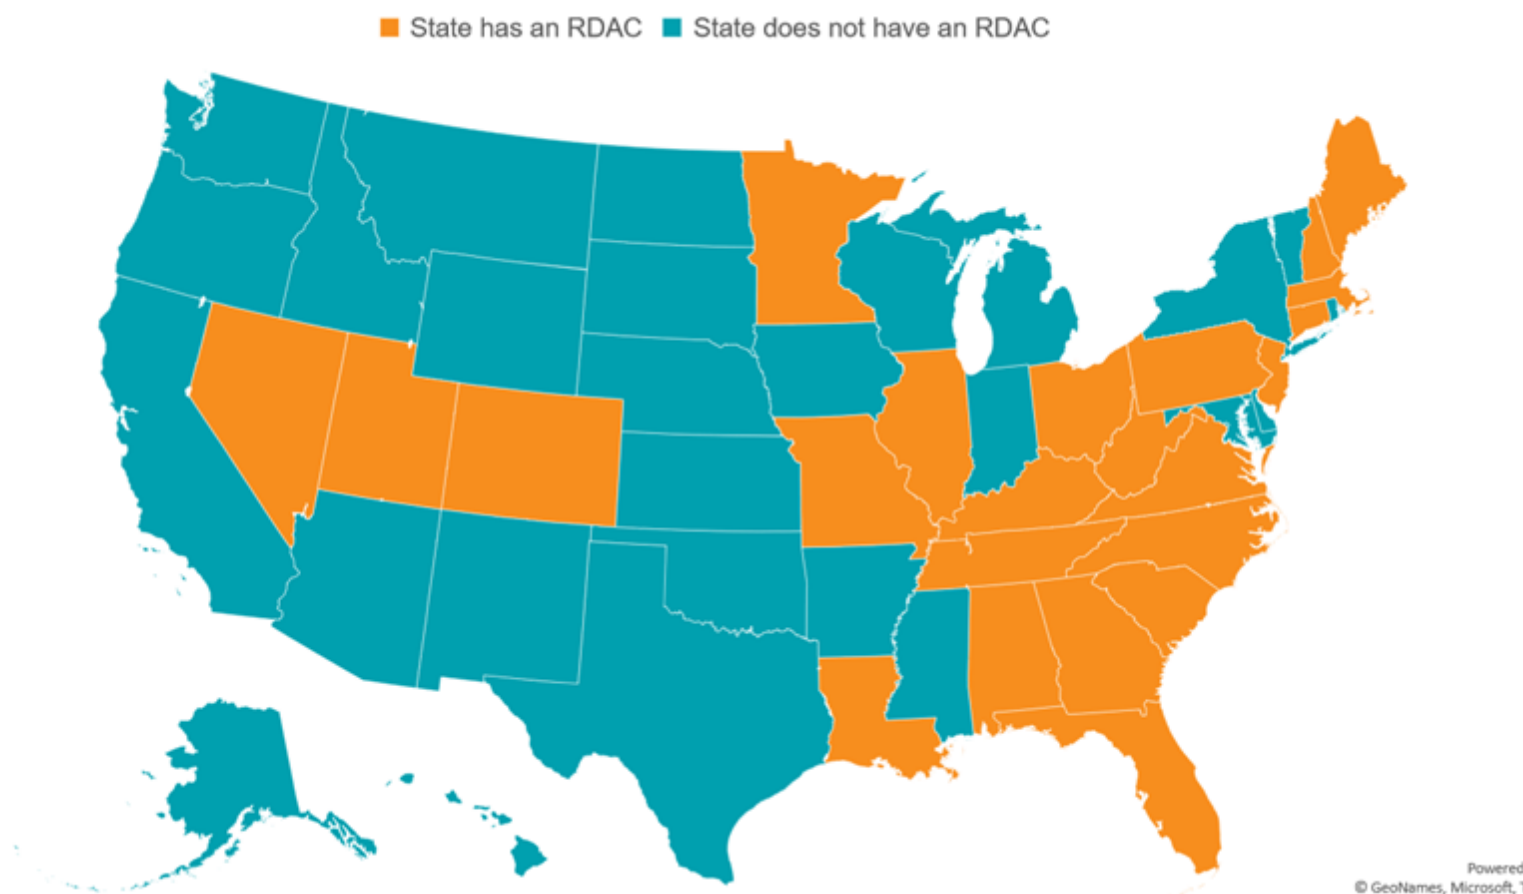 State has an RDAC State does not have an RDAC
Powered
© GeoNames, Microsoft,